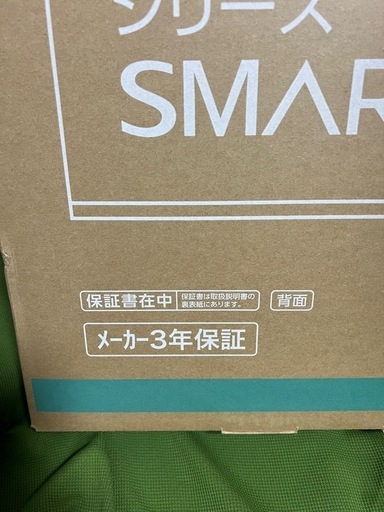 シリーズ
SMAR
保証書在中 保証書は取扱説明書の
裏表紙にあります。
背面
メーカー3年保証